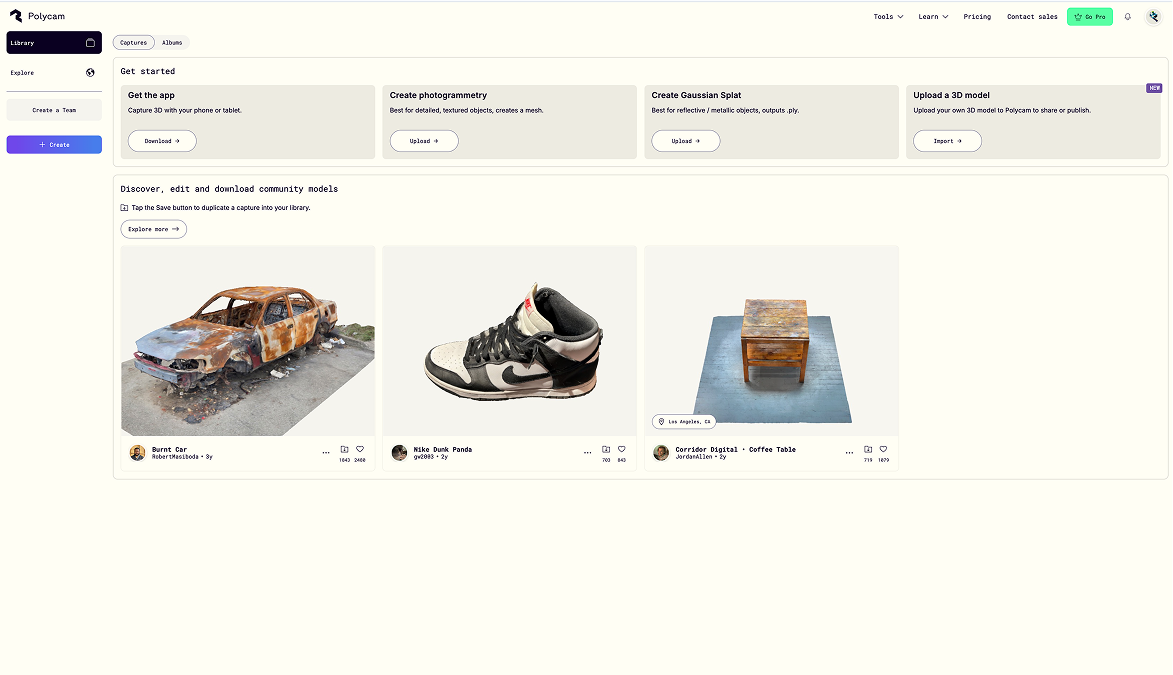 Polycam
Tools
Learn
Pricing
Contact sales
Go Pro
Library
Explore
Create a Team
+ Create
Captures
Albums
Get started
Get the app
Capture 3D with your phone or tablet.
Download →
Create photogrammetry
Best for detailed, textured objects, creates a mesh.
Upload →
Create Gaussian Splat
Best for reflective / metallic objects, outputs .ply.
Upload →
NEW
Upload a 3D model
Upload your own 3D model to Polycam to share or publish.
Import →
Discover, edit and download community models
Tap the Save button to duplicate a capture into your library.
Explore more →
Burnt Car
RobertMasiboda • 3y
1643 2480
Nike Dunk Panda
gw2003 • 2y
703 843
Los Angeles, CA
Corridor Digital · Coffee Table
JordanAllen • 2y
719 1079